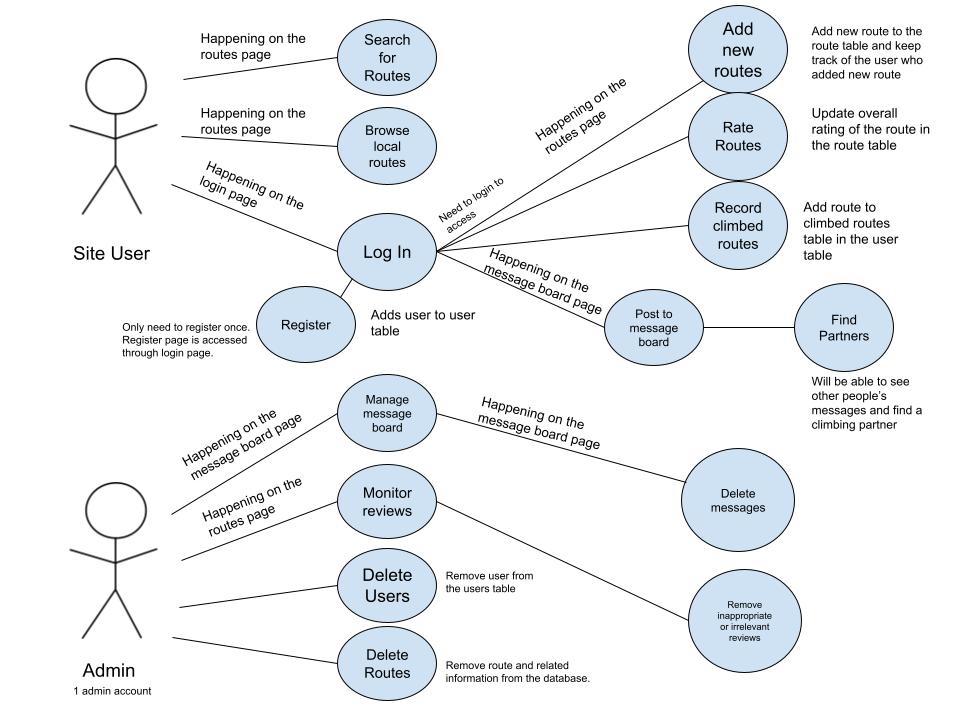 Happening on the
routes page
Search
for
Routes
Add
new
routes
Add new route to the
route table and keep
track of the user who
added new route
Happening on the
routes page
Browse
local
routes
Happening on the
routes page
Rate
Routes
Update overall
rating of the route in
the route table
Happening on the
login page
Need to login to
access
Record
climbed
routes
Add route to
climbed routes
table in the user
table
Site User
Log In
Happening on the
message board page
Only need to register once.
Register page is accessed
through login page.
Register
Adds user to user
table
Post to
message
board
Find
Partners
Will be able to see
other people's
messages and find a
climbing partner
Happening on the
message board page
Manage
message
board
Happening on the
message board page
Happening on the
routes page
Monitor
reviews
Delete
messages
Delete
Users
Remove user from
the users table
Remove
inappropriate
or irrelevant
reviews
Admin
1 admin account
Delete
Routes
Remove route and related
information from the database.